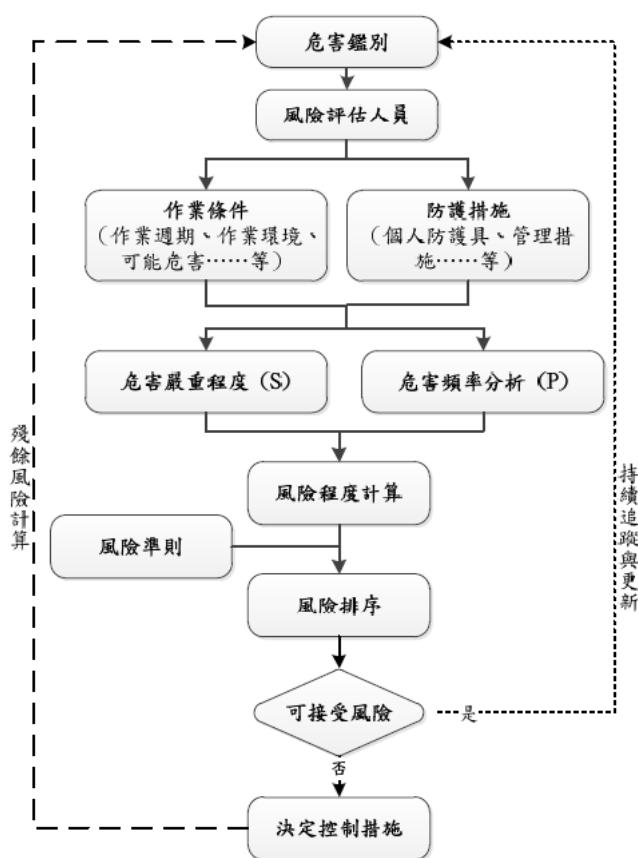 危害鑑別
風險評估人員
作業條件
（作業週期、作業環境、
可能危害⋯⋯等）
防護措施
（個人防護具、管理措
施⋯⋯等）
危害嚴重程度（S）
危害頻率分析（P）
風險程度計算
風險準則
風險排序
可接受風險
是
否
決定控制措施
殘餘風險計算
持續追蹤與更新